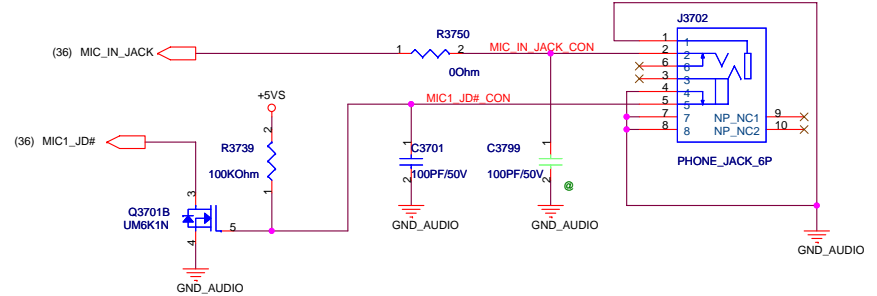 J3702
R3750
(36) MIC_IN_JACK
1
2
MIC_IN_JACK_CON
0Ohm
1 1
2 2
6 6
3 3
4 4
5 5
7 7
8 8
NP_NC1 9
NP_NC2 10
PHONE_JACK_6P
+5VS
MIC1_JD#_CON
(36) MIC1_JD#
2
R3739
100KOhm
1
1
C3701
100PF/50V
2
1
C3799
100PF/50V
2
@
3
Q3701B
UM6K1N
5
4
GND_AUDIO
GND_AUDIO
GND_AUDIO
GND_AUDIO